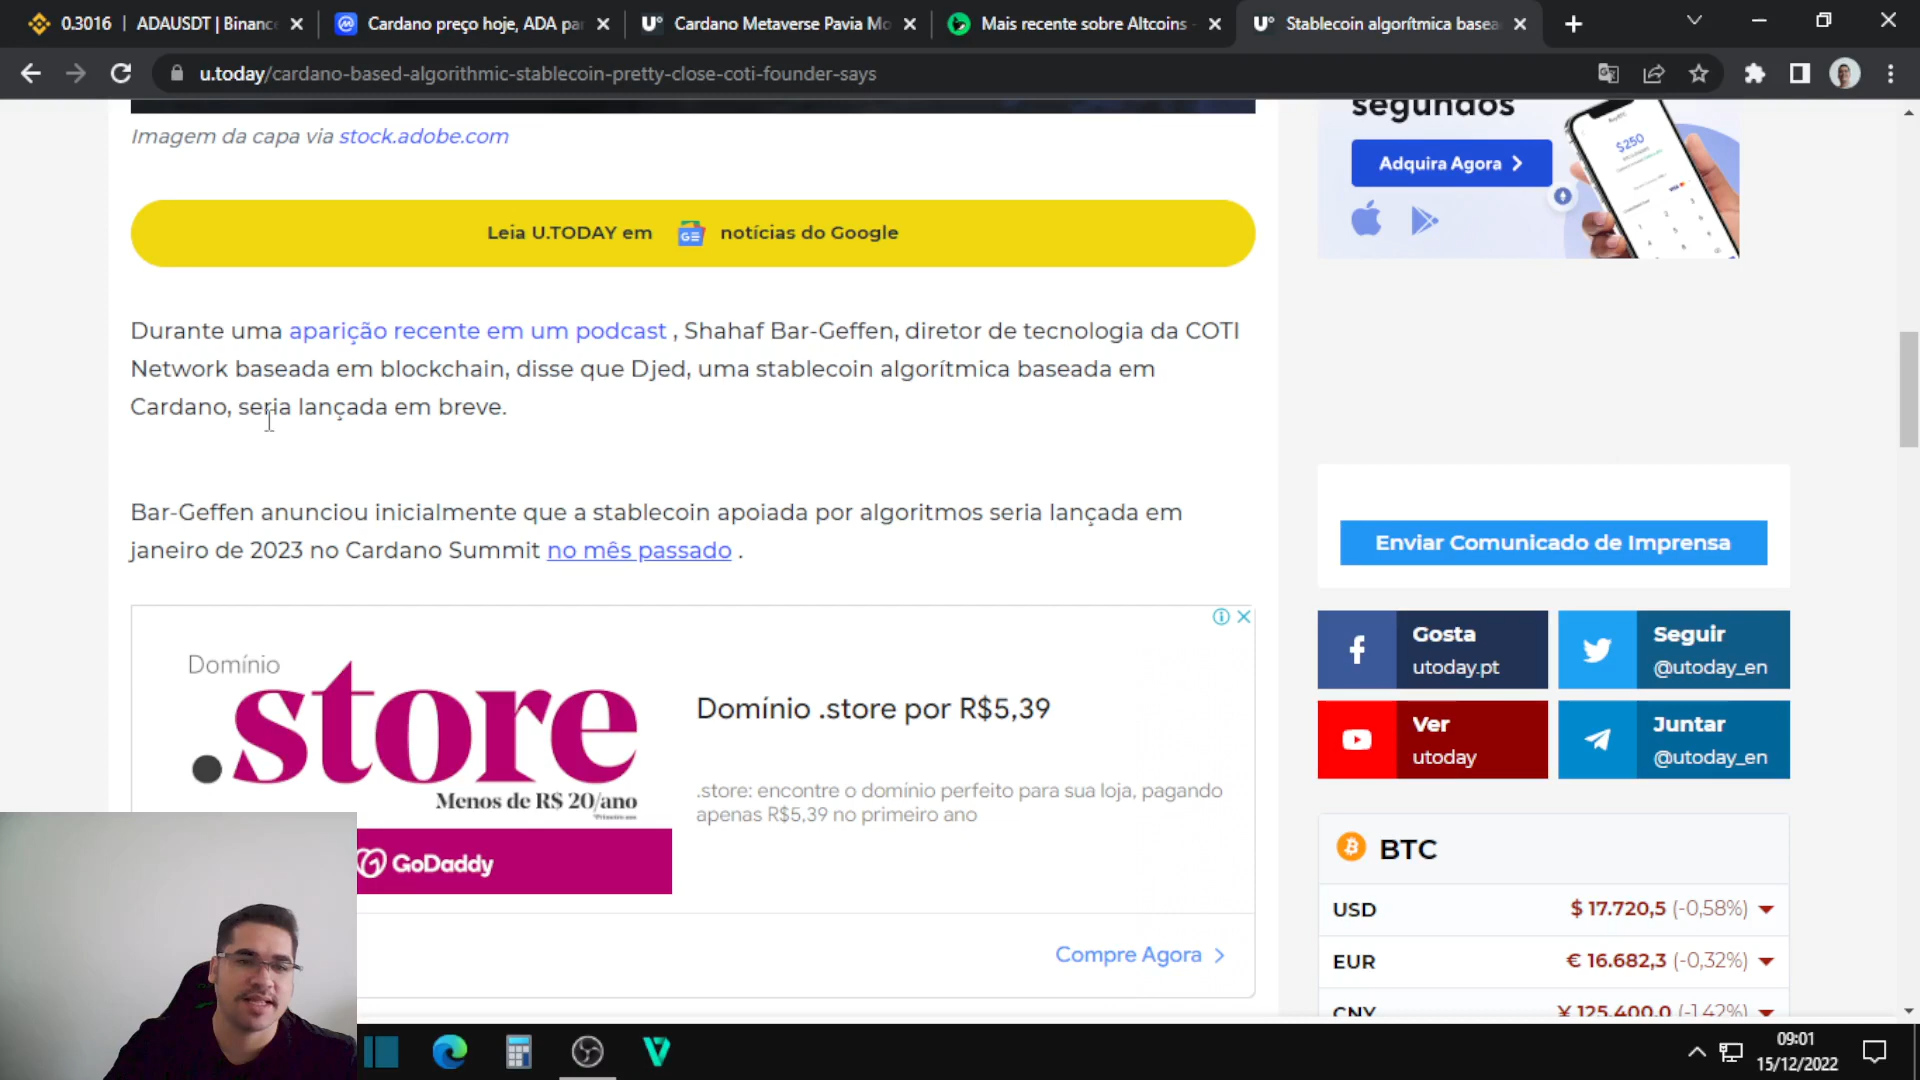 0.3016 | ADAUSDT | Binanc
Cardano preço hoje, ADA pa
Cardano Metaverse Pavia Mo
Mais recente sobre Altcoins -
Stablecoin algorítmica basea
u.today/cardano-based-algorithmic-stablecoin-pretty-close-coti-founder-says
segundos
Adquira Agora
$250
Imagem da capa via stock.adobe.com
Leia U.TODAY em GE notícias do Google
Durante uma aparição recente em um podcast , Shahaf Bar-Geffen, diretor de tecnologia da COTI
Network baseada em blockchain, disse que Djed, uma stablecoin algorítmica baseada em
Cardano, seria lançada em breve.
Bar-Geffen anunciou inicialmente que a stablecoin apoiada por algoritmos seria lançada em
janeiro de 2023 no Cardano Summit no mês passado .
Domínio
.store
Menos de R$ 20/ano
GoDaddy
Domínio .store por R$5,39
.store: encontre o domínio perfeito para sua loja, pagando
apenas R$5,39 no primeiro ano
Compre Agora
Enviar Comunicado de Imprensa
Gosta
utoday.pt
Seguir
@utoday_en
Ver
utoday
Juntar
@utoday_en
BTC
USD $ 17.720,5 (-0,58%)
EUR € 16.682,3 (-0,32%)
CNY ¥ 125.400,0 (-1,42%)
09:01
15/12/2022